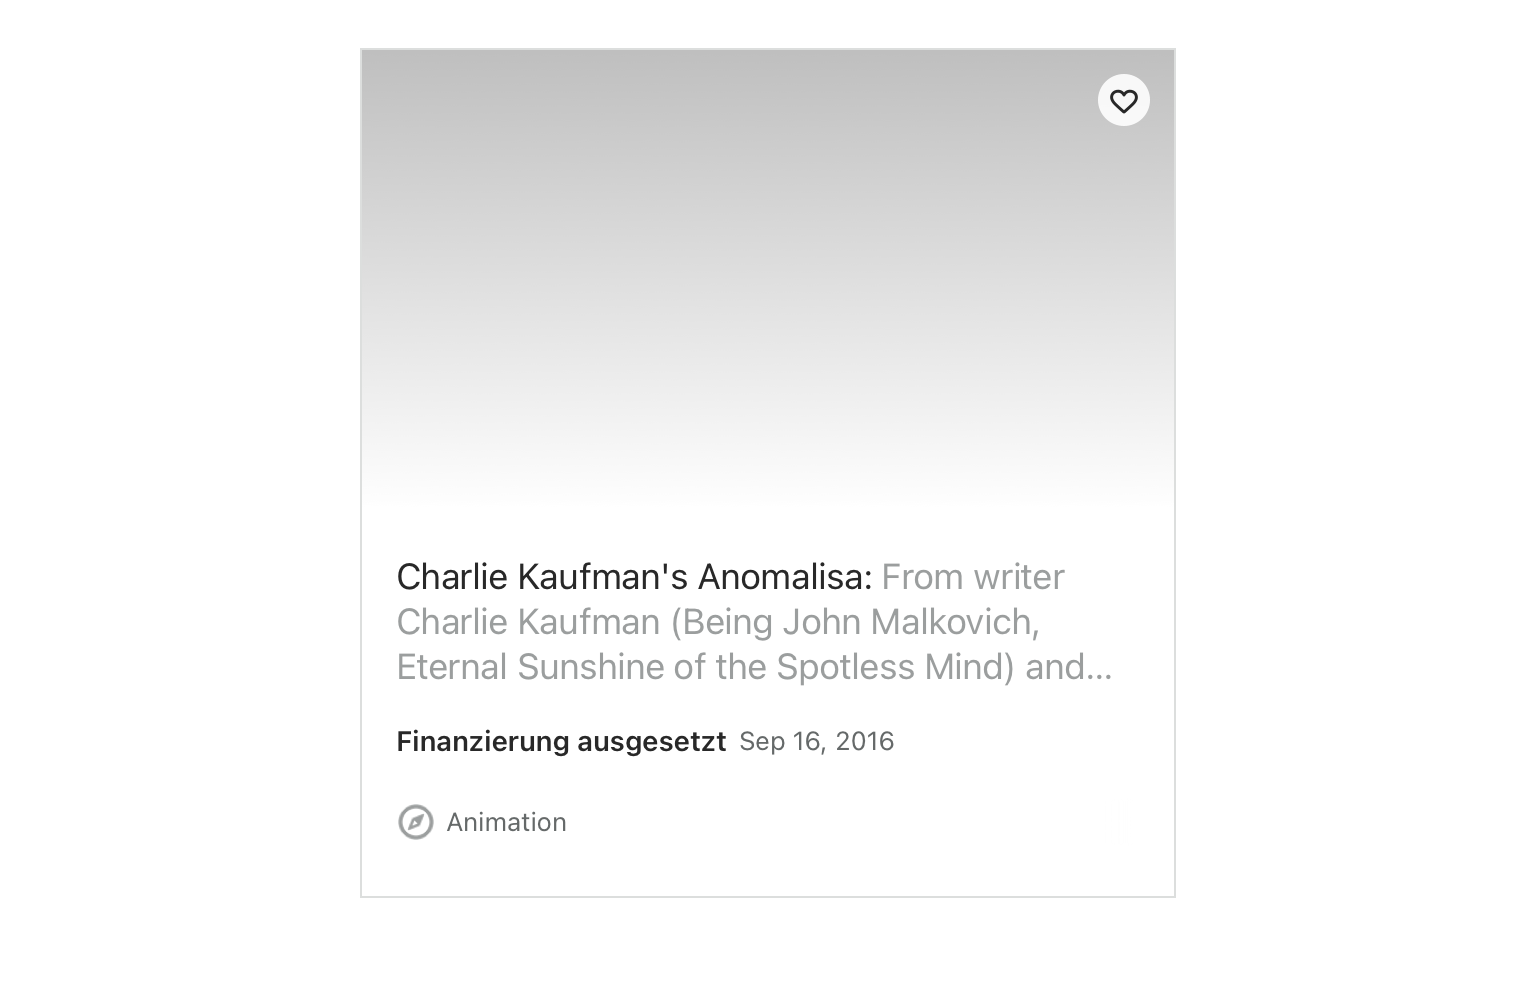 Charlie Kaufman's Anomalisa: From writer
Charlie Kaufman (Being John Malkovich,
Eternal Sunshine of the Spotless Mind) and...
Finanzierung ausgesetzt Sep 16, 2016
Animation